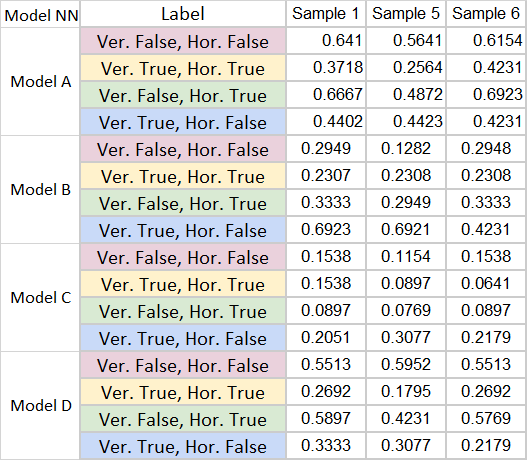 Model NN Label Sample 1 Sample 5 Sample 6
Ver. False, Hor. False 0.641 0.5641 0.6154
Ver. True, Hor. True 0.3718 0.2564 0.4231
Model A
Ver. False, Hor. True 0.6667 0.4872 0.6923
Ver. True, Hor. False 0.4402 0.4423 0.4231
Ver. False, Hor. False 0.2949 0.1282 0.2948
Ver. True, Hor. True 0.2307 0.2308 0.2308
Model B
Ver. False, Hor. True 0.3333 0.2949 0.3333
Ver. True, Hor. False 0.6923 0.6921 0.4231
Ver. False, Hor. False 0.1538 0.1154 0.1538
Ver. True, Hor. True 0.1538 0.0897 0.0641
Model C
Ver. False, Hor. True 0.0897 0.0769 0.0897
Ver. True, Hor. False 0.2051 0.3077 0.2179
Ver. False, Hor. False 0.5513 0.5952 0.5513
Ver. True, Hor. True 0.2692 0.1795 0.2692
Model D
Ver. False, Hor. True 0.5897 0.4231 0.5769
Ver. True, Hor. False 0.3333 0.3077 0.2179